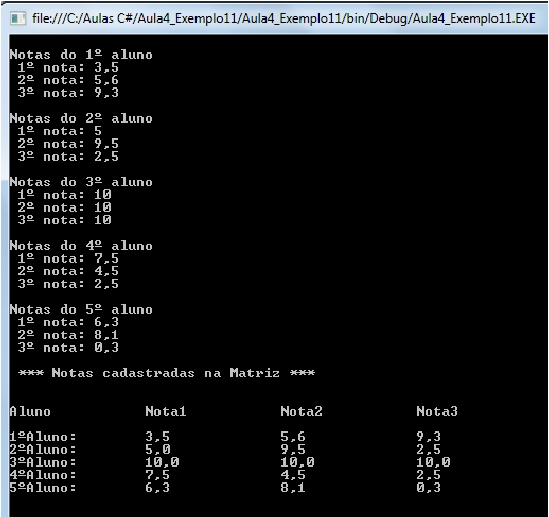 file:///C:/Aulas C#/Aula4_Exemplo11/Aula4_Exemplo11/bin/Debug/Aula4_Exemplo11.EXE
Notas do 1º aluno
1º nota: 3,5
2º nota: 5,6
3º nota: 9,3
Notas do 2º aluno
1º nota: 5
2º nota: 9,5
3º nota: 2,5
Notas do 3º aluno
1º nota: 10
2º nota: 10
3º nota: 10
Notas do 4º aluno
1º nota: 7,5
2º nota: 4,5
3º nota: 2,5
Notas do 5º aluno
1º nota: 6,3
2º nota: 8,1
3º nota: 0,3
*** Notas cadastradas na Matriz ***
Aluno Nota1 Nota2 Nota3
1ºAluno: 3,5 5,6 9,3
2ºAluno: 5,0 9,5 2,5
3ºAluno: 10,0 10,0 10,0
4ºAluno: 7,5 4,5 2,5
5ºAluno: 6,3 8,1 0,3